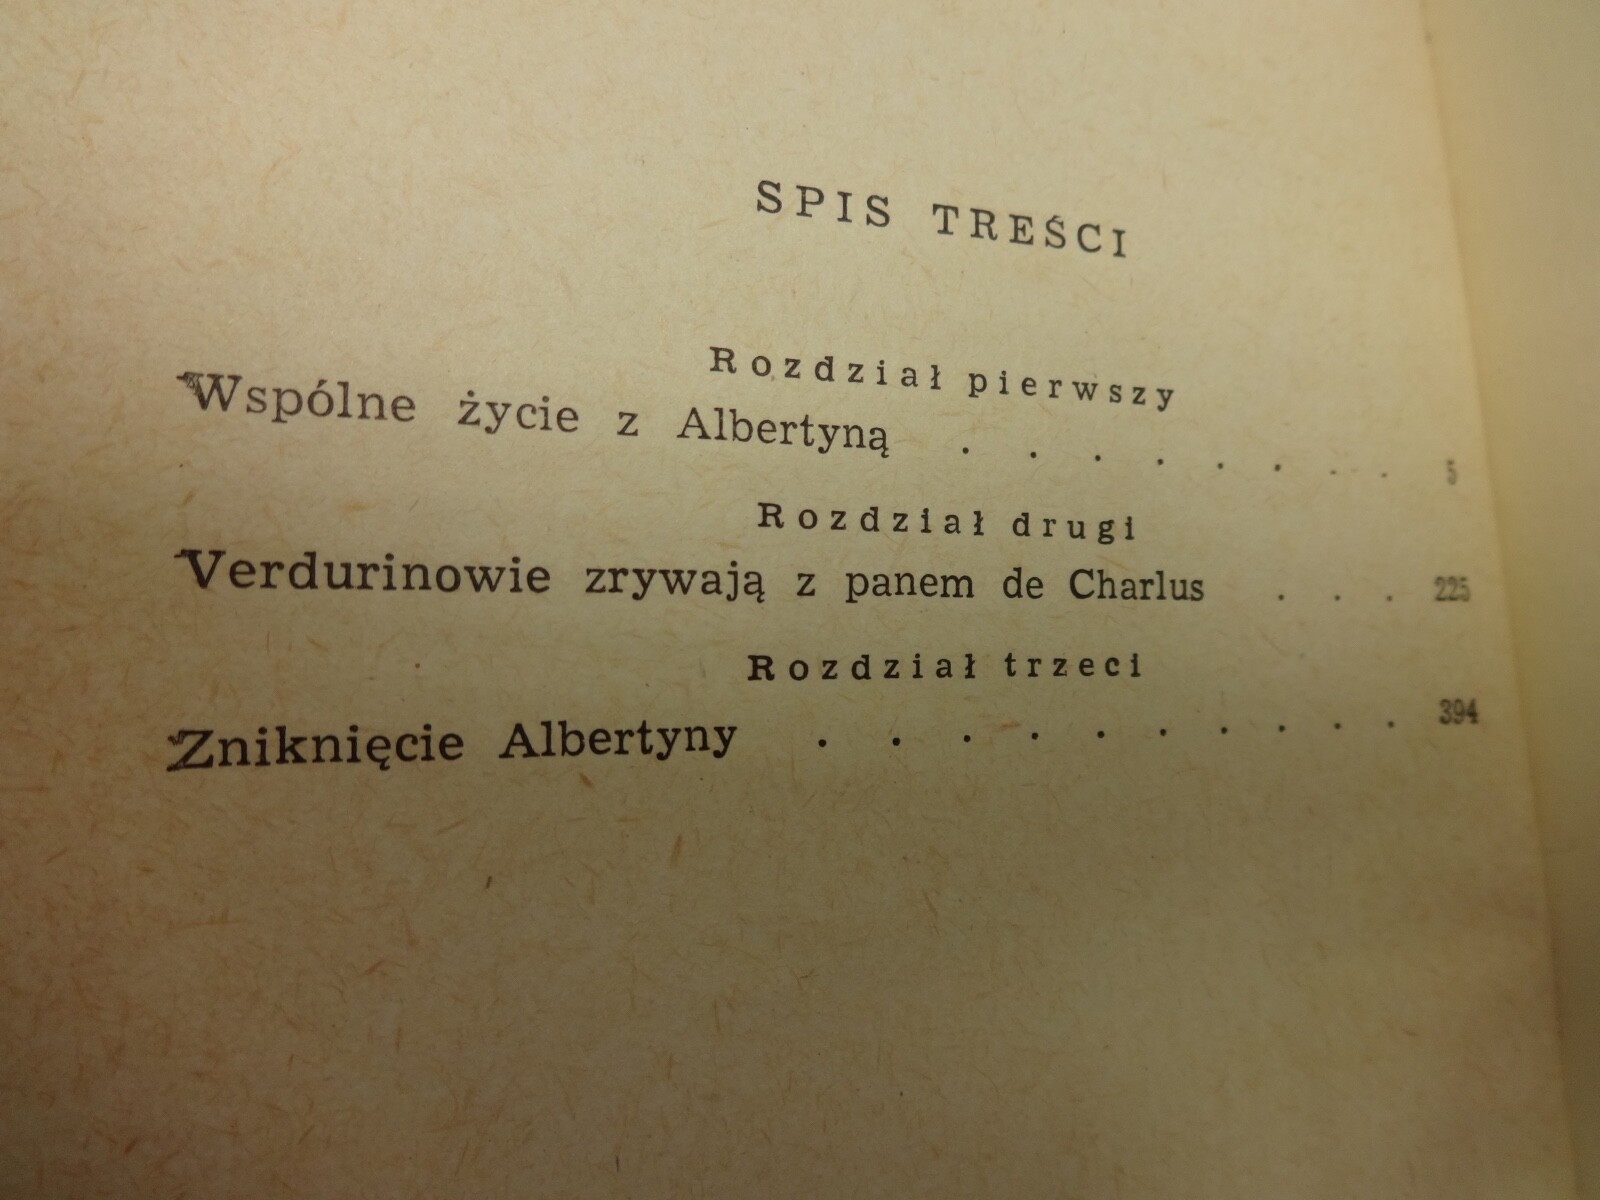 SPIS TREŚCI
Rozdział pierwszy
Wspólne życie z Albertyną . . . . . . . . 5
Rozdział drugi
Verdurinowie zrywają z panem de Charlus . . . 225
Rozdział trzeci
Zniknięcie Albertyny . . . . . . . . . . 394